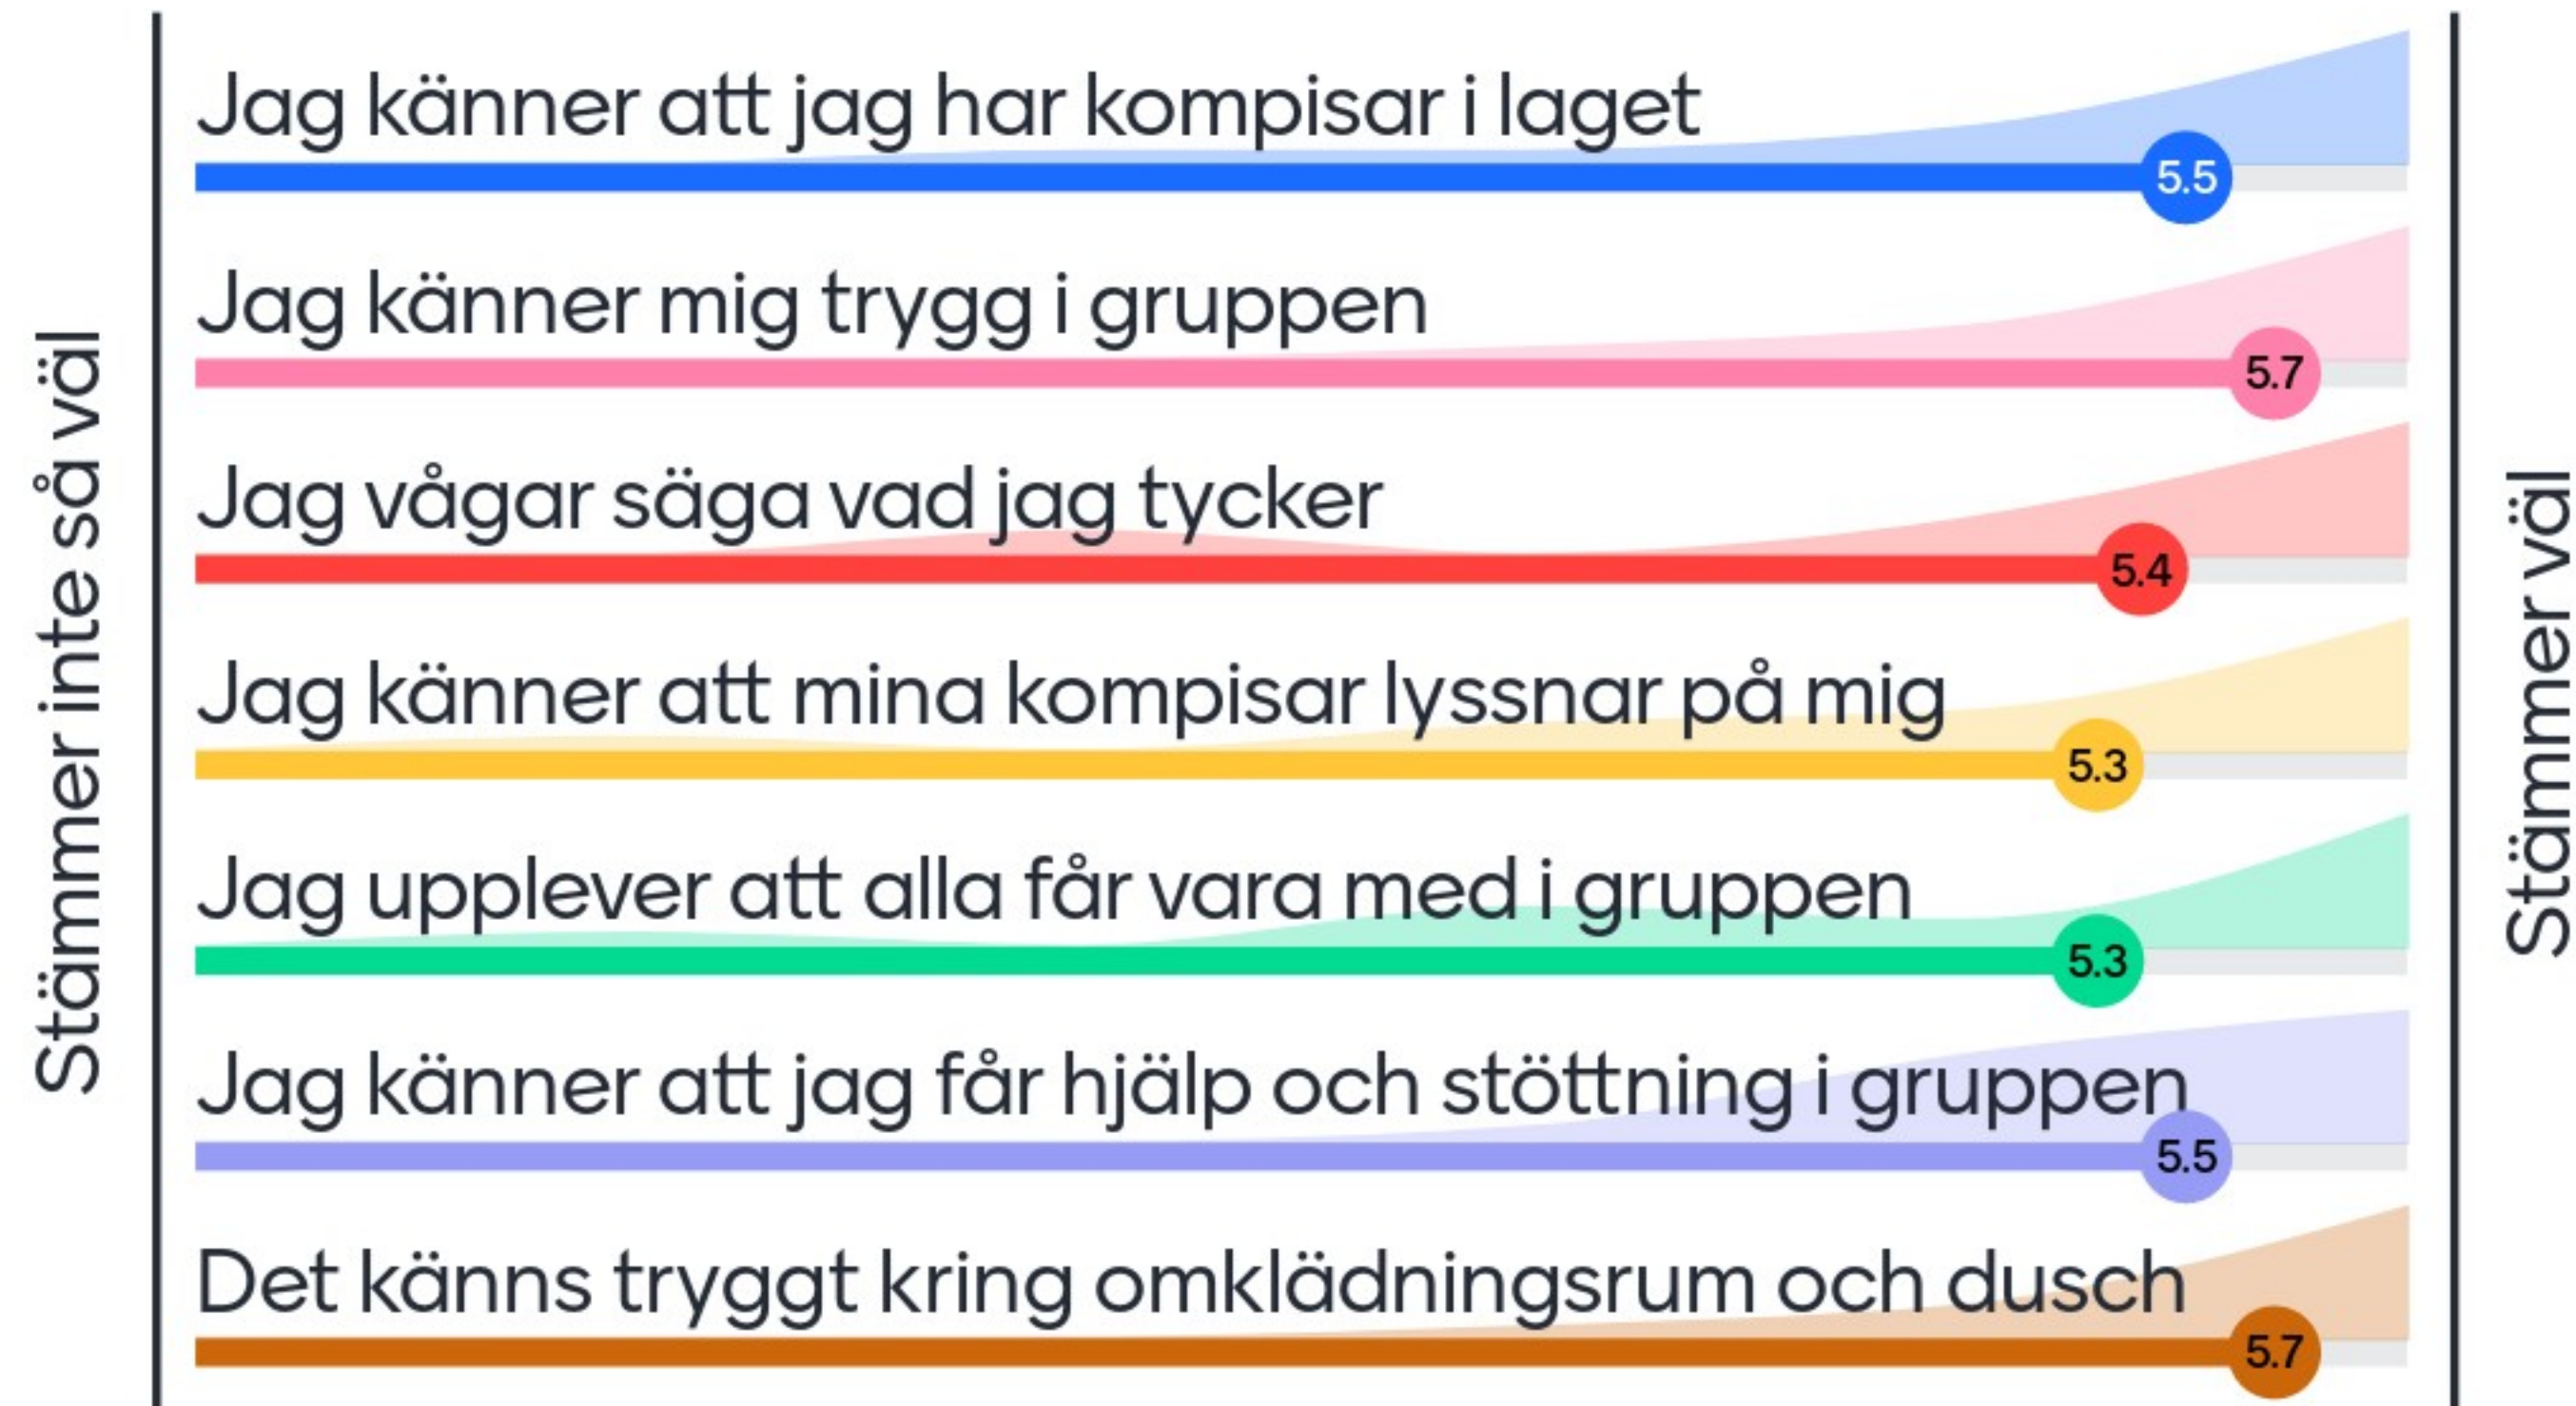 Stämmer inte så väl
Jag känner att jag har kompisar i laget
5.5
Jag känner mig trygg i gruppen
5.7
Jag vågar säga vad jag tycker
5.4
Jag känner att mina kompisar lyssnar på mig
5.3
Jag upplever att alla får vara med i gruppen
5.3
Jag känner att jag får hjälp och stöttning i gruppen
5.5
Det känns tryggt kring omklädningsrum och dusch
5.7
Stämmer väl